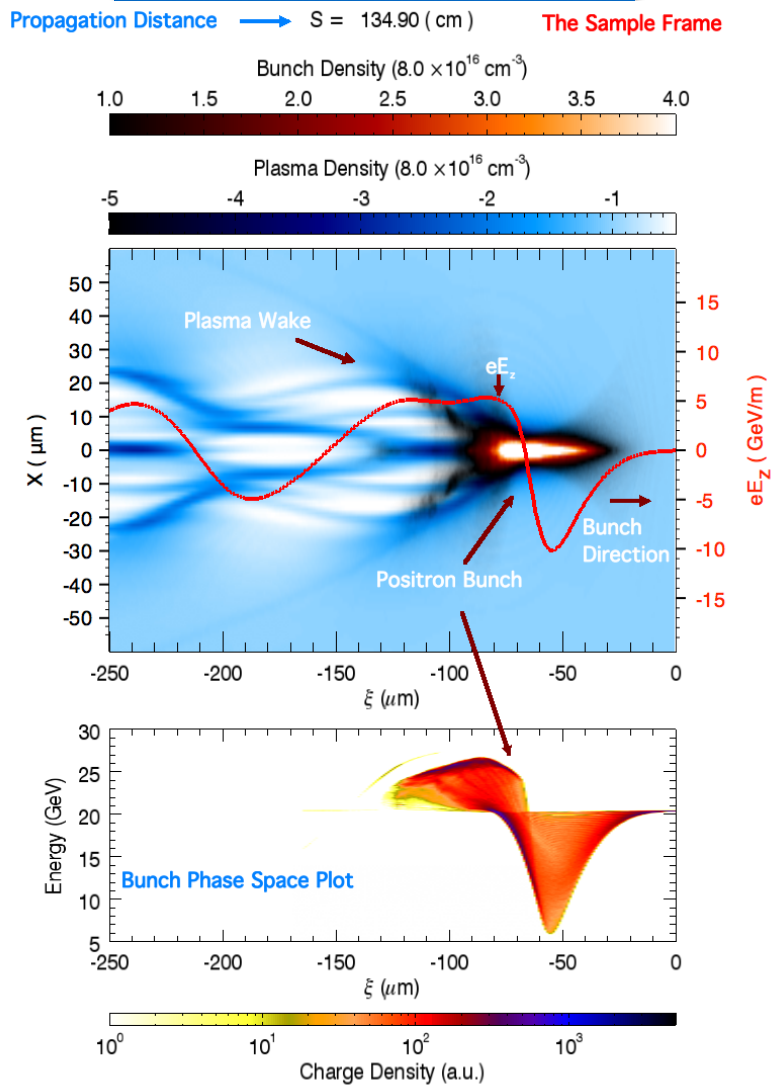 Propagation Distance → S = 134.90 ( cm ) The Sample Frame
Bunch Density (8.0 ×10¹⁶ cm⁻³)
1.0 1.5 2.0 2.5 3.0 3.5 4.0
Plasma Density (8.0 ×10¹⁶ cm⁻³)
-5 -4 -3 -2 -1
X ( μm )
50
40
30
20
10
0
-10
-20
-30
-40
-50
Plasma Wake
eE_z
Bunch
Direction
Positron Bunch
15
10
5
0
-5
-10
-15
eE_Z ( GeV/m )
-250 -200 -150 -100 -50 0
ξ (μm)
Energy (GeV)
30
25
20
15
10
5
Bunch Phase Space Plot
-250 -200 -150 -100 -50 0
ξ (μm)
10⁰ 10¹ 10² 10³
Charge Density (a.u.)